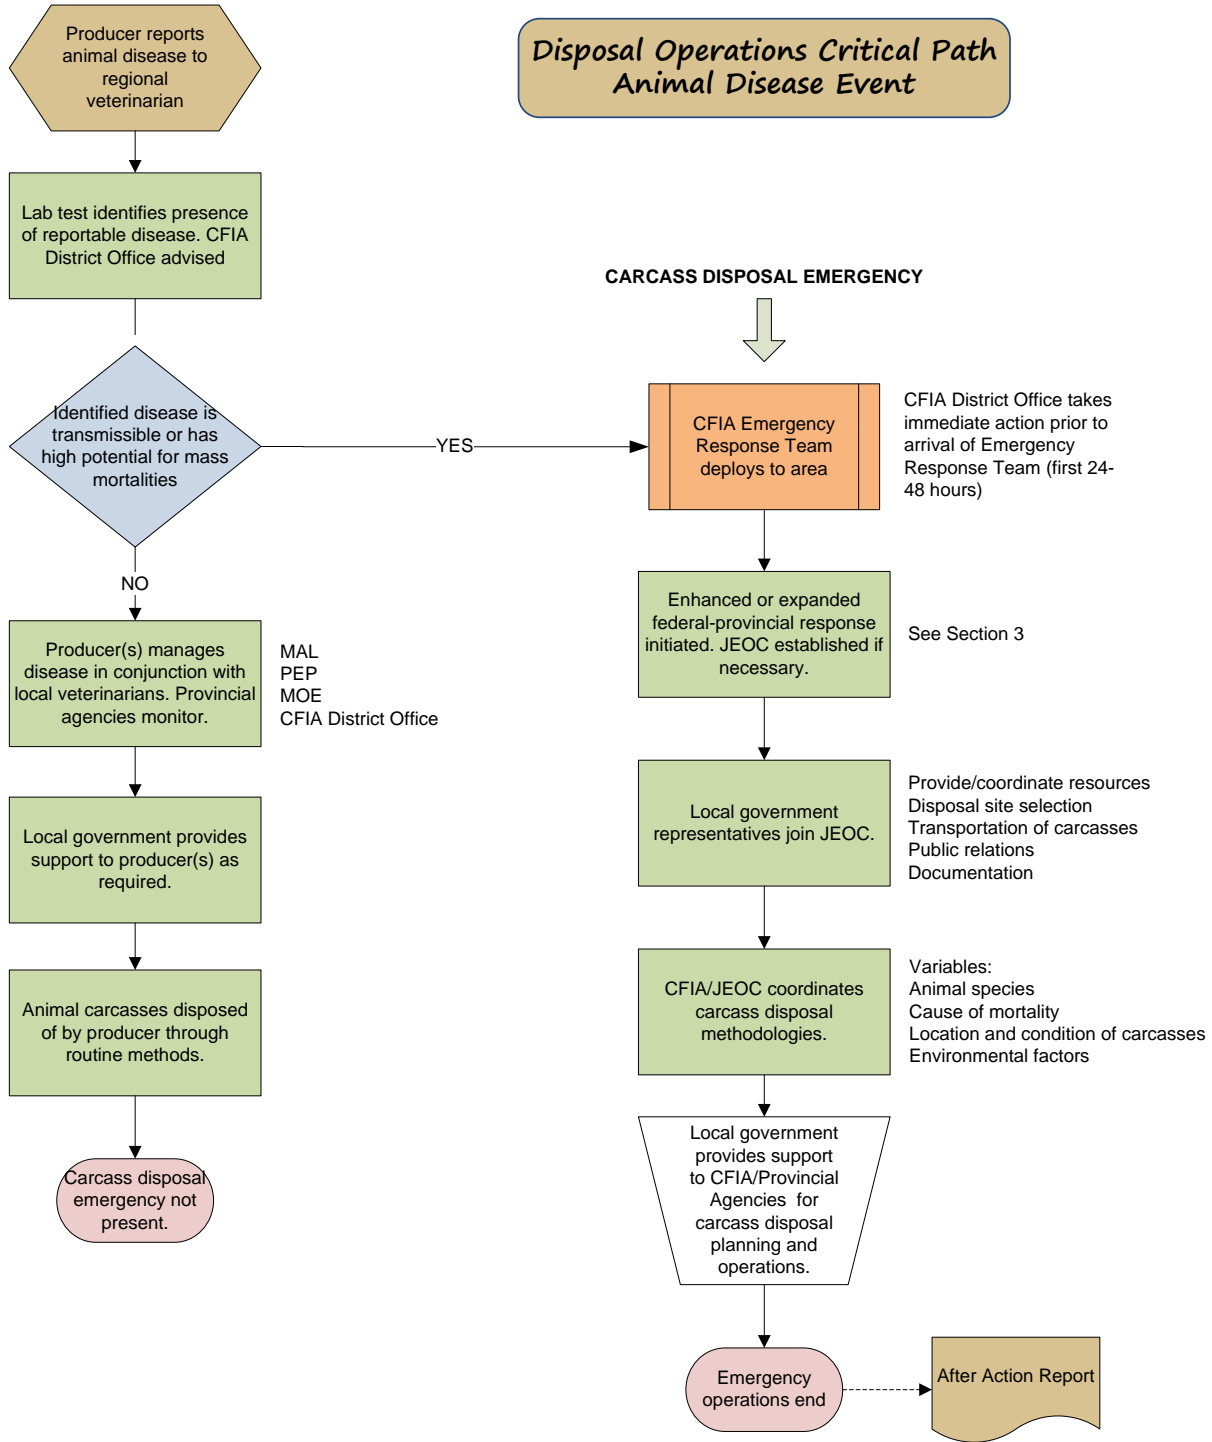 Producer reports
animal disease to
regional
veterinarian
Disposal Operations Critical Path
Animal Disease Event
Lab test identifies presence
of reportable disease. CFIA
District Office advised
Identified disease is
transmissible or has
high potential for mass
mortalities
YES
NO
Producer(s) manages
disease in conjunction with
local veterinarians. Provincial
agencies monitor.
MAL
PEP
MOE
CFIA District Office
Local government provides
support to producer(s) as
required.
Animal carcasses disposed
of by producer through
routine methods.
Carcass disposal
emergency not
present.
CARCASS DISPOSAL EMERGENCY
CFIA Emergency
Response Team
deploys to area
CFIA District Office takes
immediate action prior to
arrival of Emergency
Response Team (first 24-
48 hours)
Enhanced or expanded
federal-provincial response
initiated. JEOC established if
necessary.
See Section 3
Local government
representatives join JEOC.
Provide/coordinate resources
Disposal site selection
Transportation of carcasses
Public relations
Documentation
CFIA/JEOC coordinates
carcass disposal
methodologies.
Variables:
Animal species
Cause of mortality
Location and condition of carcasses
Environmental factors
Local government
provides support
to CFIA/Provincial
Agencies for
carcass disposal
planning and
operations.
Emergency
operations end
After Action Report